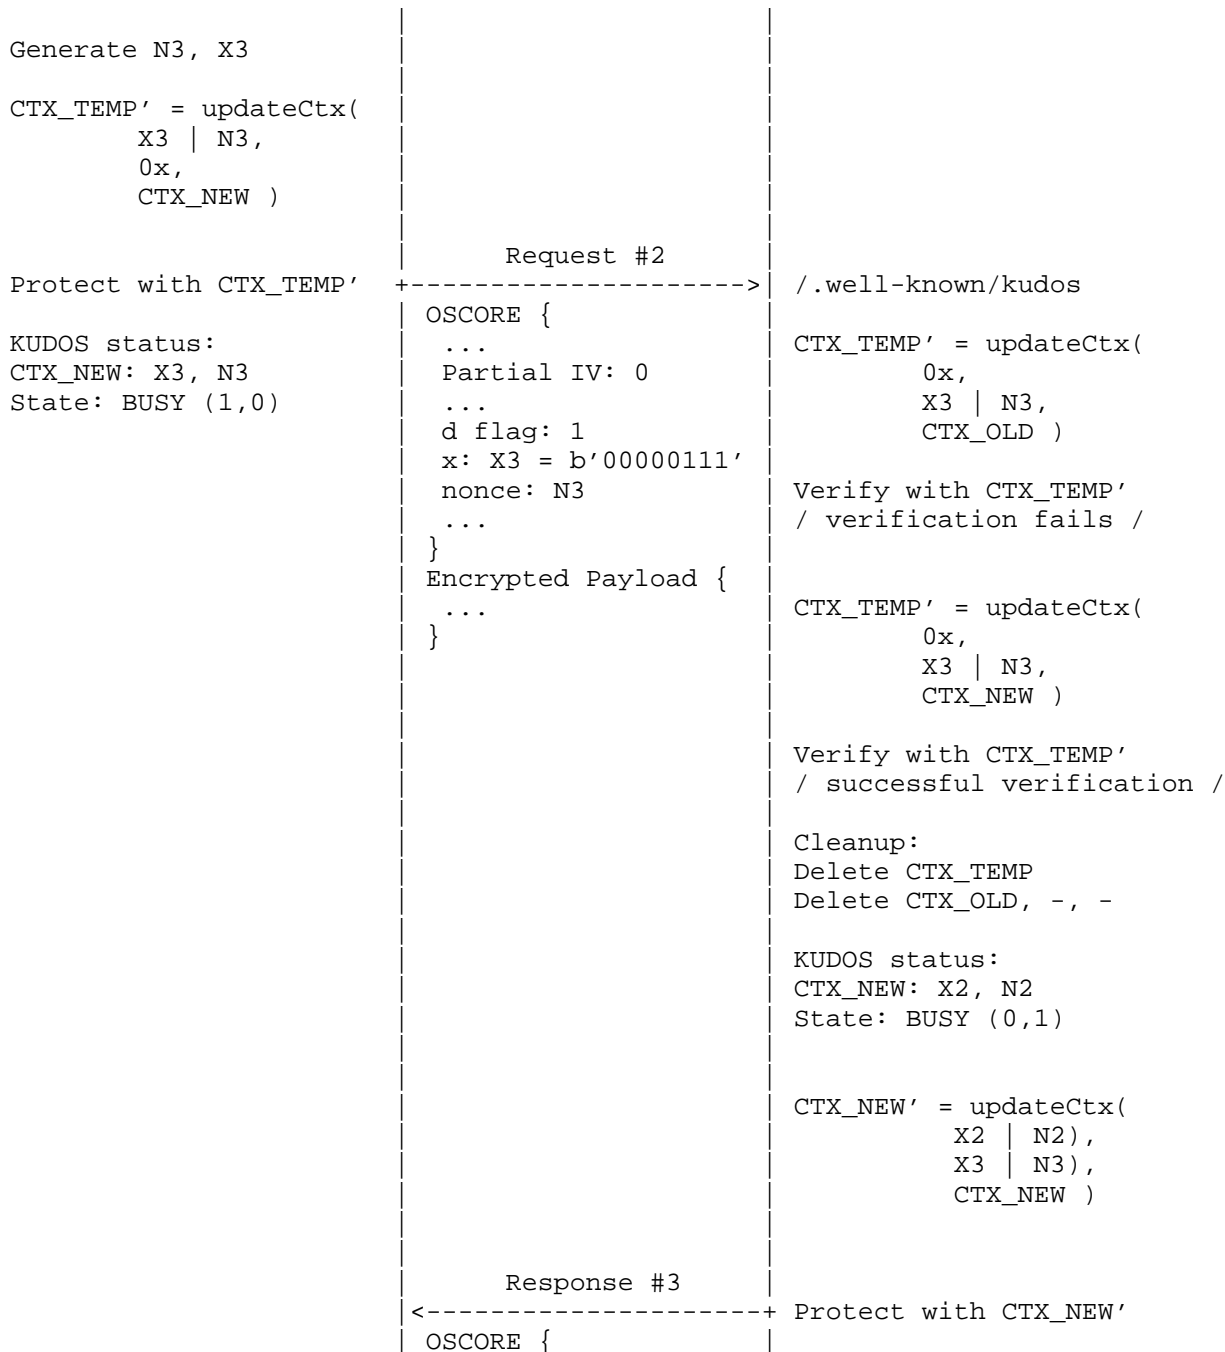 Generate N3, X3
CTX_TEMP' = updateCtx(
X3 | N3,
0x,
CTX_NEW )
Request #2
Protect with CTX_TEMP' +---------------------> /.well-known/kudos
OSCORE {
KUDOS status: ... CTX_TEMP' = updateCtx(
CTX_NEW: X3, N3 Partial IV: 0 0x,
State: BUSY (1,0) ... X3 | N3,
d flag: 1 CTX_OLD )
x: X3 = b'00000111'
nonce: N3 Verify with CTX_TEMP'
... / verification fails /
}
Encrypted Payload {
... CTX_TEMP' = updateCtx(
} 0x,
X3 | N3,
CTX_NEW )
Verify with CTX_TEMP'
/ successful verification /
Cleanup:
Delete CTX_TEMP
Delete CTX_OLD, -, -
KUDOS status:
CTX_NEW: X2, N2
State: BUSY (0,1)
CTX_NEW' = updateCtx(
X2 | N2),
X3 | N3),
CTX_NEW )
Response #3
<---------------------+ Protect with CTX_NEW'
OSCORE {